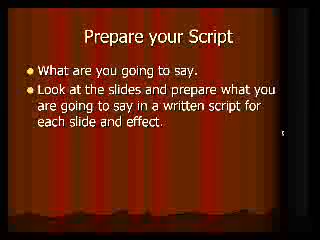 Prepare your Script
What are you going to say.
Look at the slides and prepare what you
are going to say in a written script for
each slide and effect.